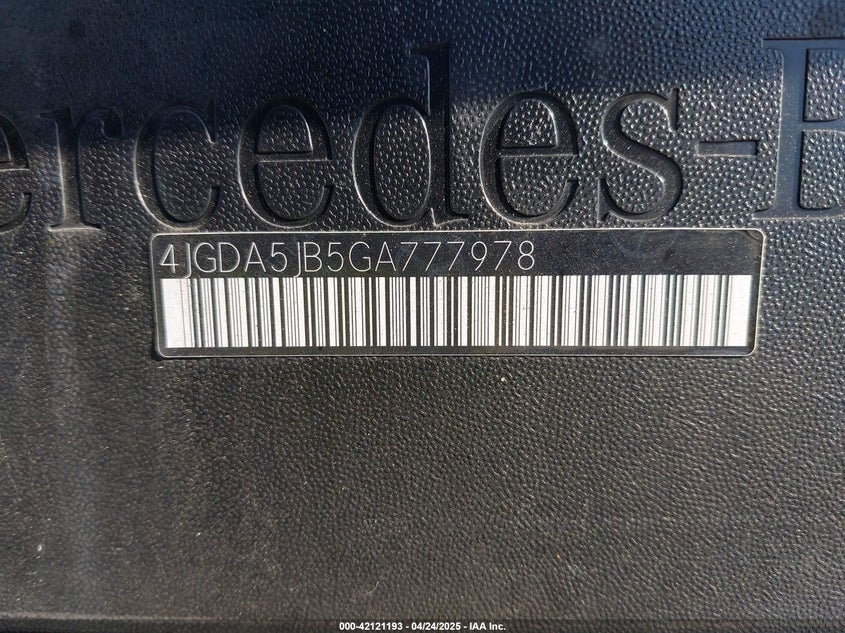 ercedes-B
4JGDA5JB5GA777978
000-42121193 - 04/24/2025 - IAA Inc.